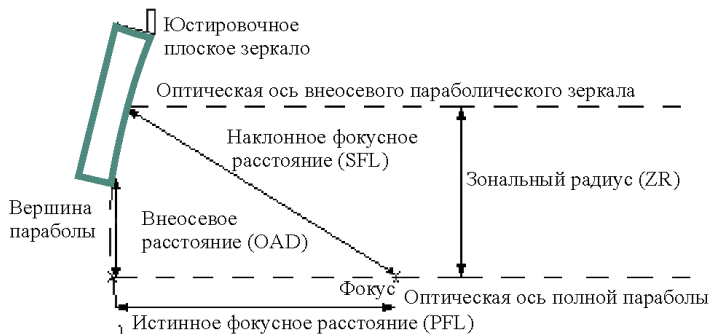 Юстировочное
плоское зеркало
Оптическая ось внеосевого параболического зеркала
Наклонное фокусное
расстояние (SFL)
Зональный радиус (ZR)
Вершина
параболы
Внеосевое
расстояние (OAD)
Фокус
Оптическая ось полной параболы
Истинное фокусное расстояние (PFL)